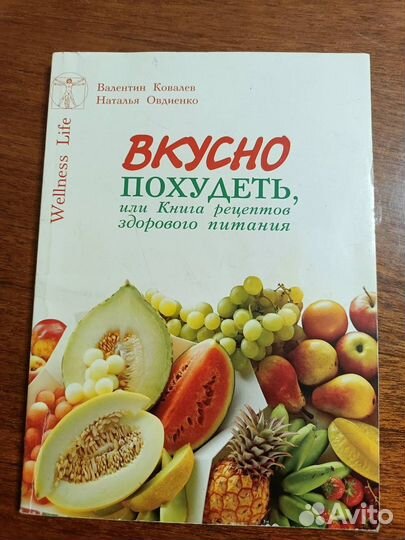 Валентин Ковалев
Наталья Овдиенко
Wellness Life
ВКУСНО
ПОХУДЕТЬ,
или Книга рецептов
здорового питания
Avito